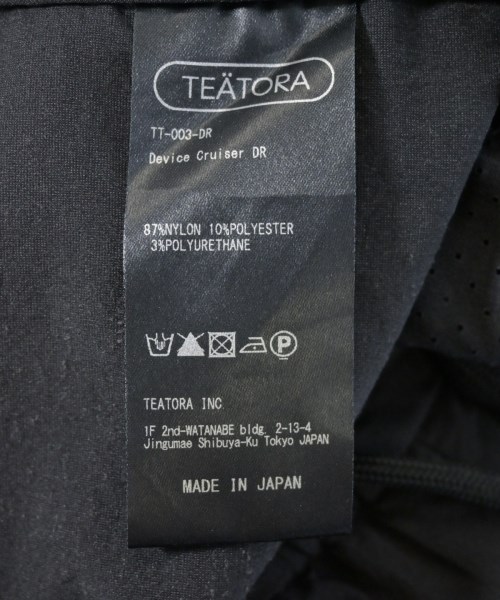 TEÄTORA
TT-003-DR
Device Cruiser DR
87%NYLON 10%POLYESTER
3%POLYURETHANE
P
TEATORA INC.
1F 2nd-WATANABE bldg. 2-13-4
Jingumae Shibuya-Ku Tokyo JAPAN
MADE IN JAPAN